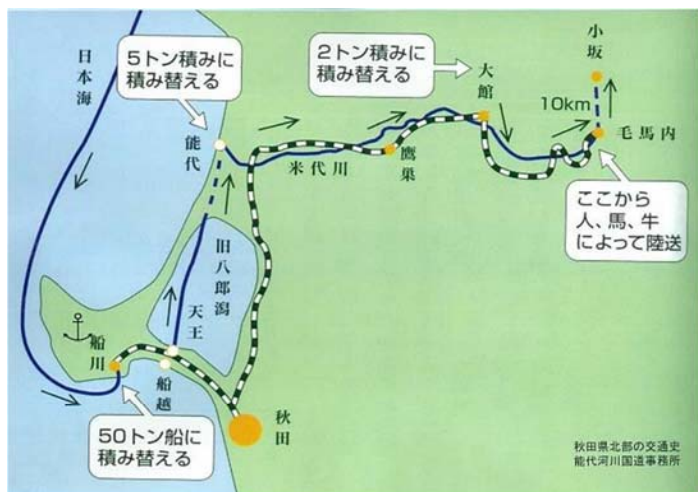 日本海
5トン積みに
積み替える
2トン積みに
積み替える
小坂
大館
10km
毛馬内
能代
米代川
鷹巣
ここから
人、馬、牛
によって陸送
旧八郎潟
天王
船川
船越
秋田
50トン船に
積み替える
秋田県北部の交通史
能代河川国道事務所